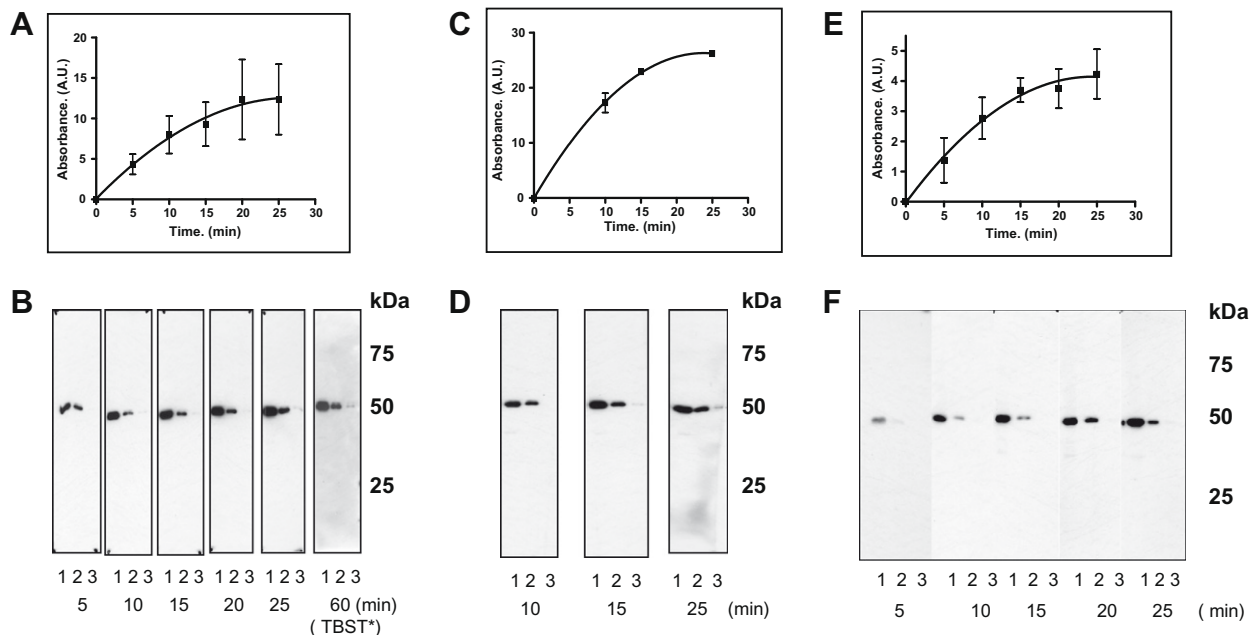 A
Absorbance. (A.U.)
20
15
10
5
0
0 5 10 15 20 25 30
Time. (min)
C
Absorbance. (A.U.)
30
20
10
0
0 5 10 15 20 25 30
Time. (min)
E
Absorbance. (A.U.)
5
4
3
2
1
0
0 5 10 15 20 25 30
Time. (min)
B
kDa
75
50
25
1 2 3 1 2 3 1 2 3 1 2 3 1 2 3 1 2 3
5 10 15 20 25 60 (min)
( TBST*)
D
kDa
75
50
25
1 2 3 1 2 3 1 2 3
10 15 25 (min)
F
kDa
75
50
25
1 2 3 1 2 3 1 2 3 1 2 3 1 2 3
5 10 15 20 25 ( min)